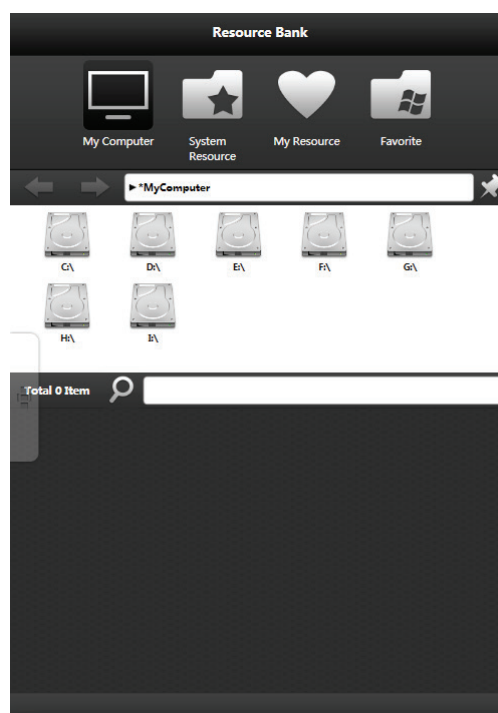 Resource Bank
My Computer System Resource My Resource Favorite
►*MyComputer
C:\ D:\ E:\ F:\ G:\
H:\ I:\
Total 0 Item